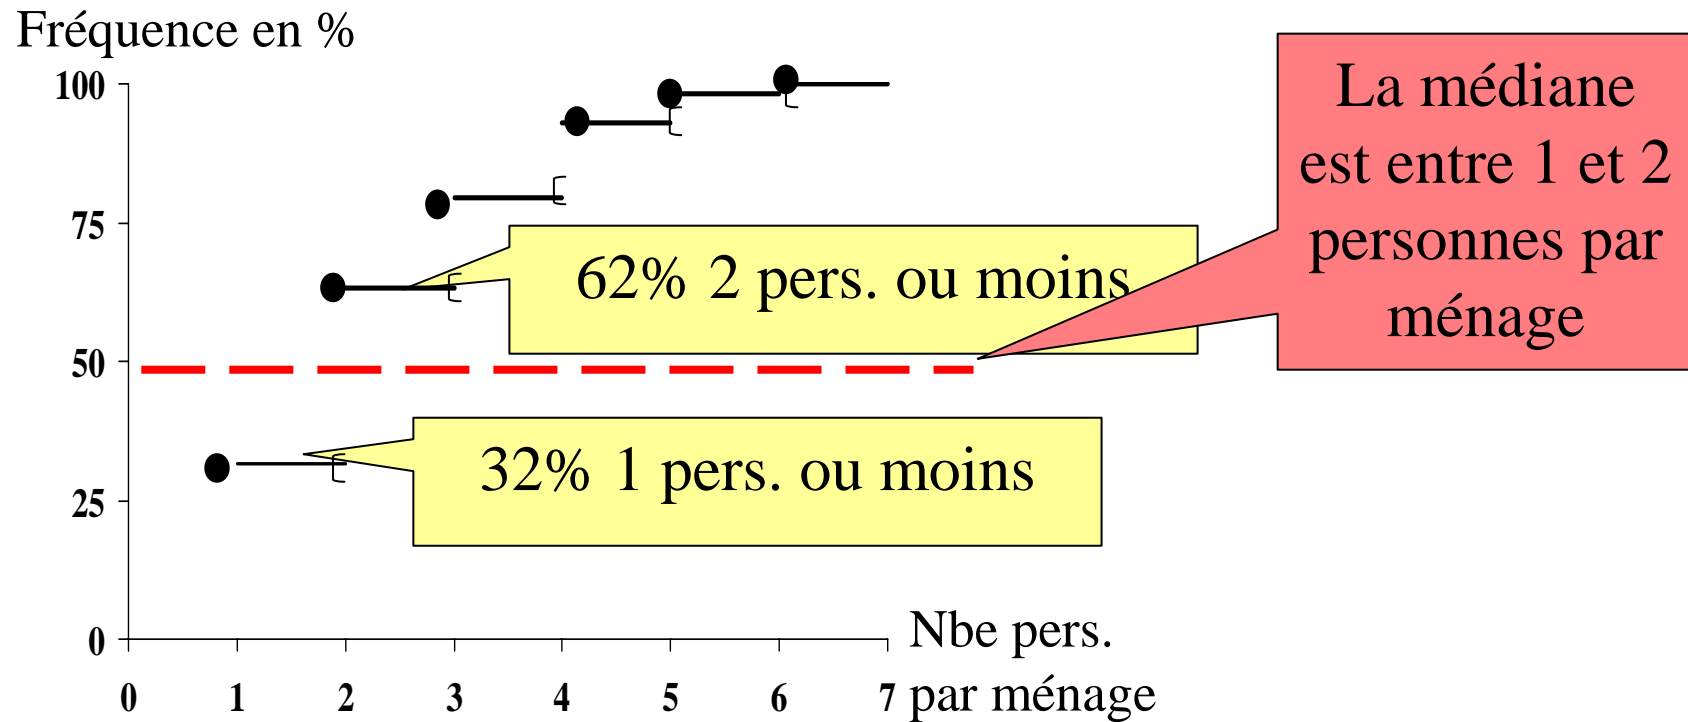 Fréquence en %
100
75
50
25
0
0 1 2 3 4 5 6 7
Nbe pers.
par ménage
62% 2 pers. ou moins
32% 1 pers. ou moins
La médiane
est entre 1 et 2
personnes par
ménage